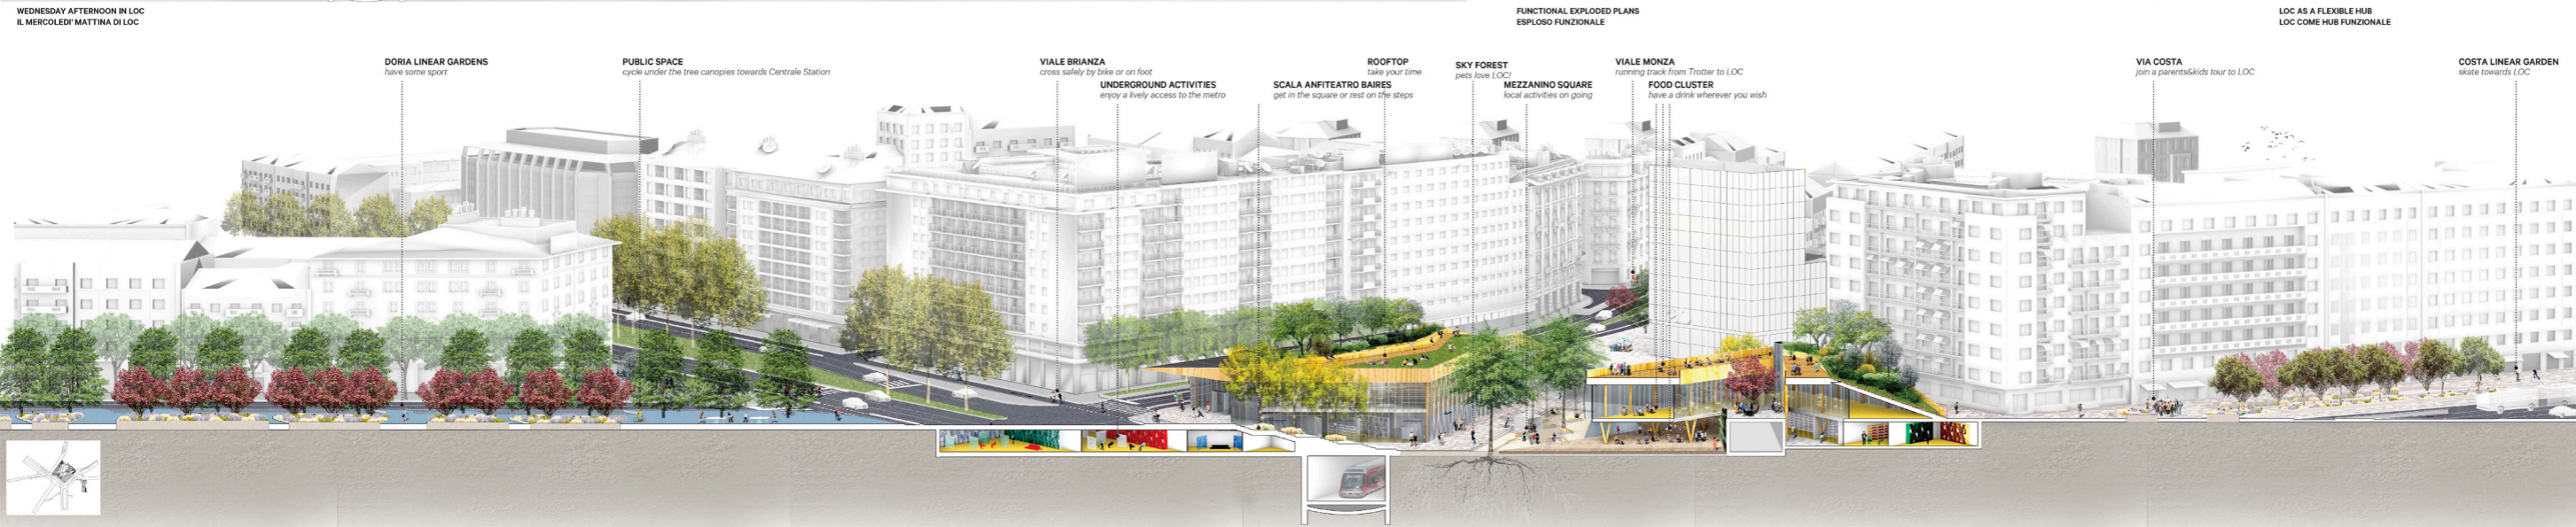 WEDNESDAY AFTERNOON IN LOC
IL MERCOLEDI' MATTINA DI LOC
FUNCTIONAL EXPLODED PLANS
ESPLOSO FUNZIONALE
LOC AS A FLEXIBLE HUB
LOC COME HUB FUNZIONALE
DORIA LINEAR GARDENS
have some sport
PUBLIC SPACE
cycle under the tree canopies towards Centrale Station
VIALE BRIANZA
cross safely by bike or on foot
UNDERGROUND ACTIVITIES
enjoy a lively access to the metro
SCALA ANFITEATRO BAIRES
get in the square or rest on the steps
ROOFTOP
take your time
SKY FOREST
pets love LOC!
MEZZANINO SQUARE
local activities on going
VIALE MONZA
running track from Trotter to LOC
FOOD CLUSTER
have a drink wherever you wish
VIA COSTA
join a parents&kids tour to LOC
COSTA LINEAR GARDEN
skate towards LOC